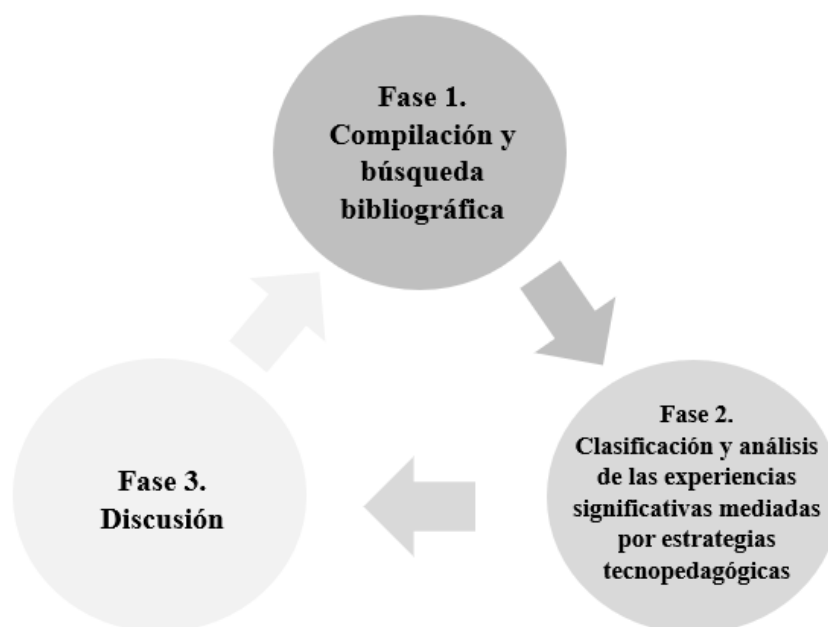 Fase 1.
Compilación y
búsqueda
bibliográfica
Fase 2.
Clasificación y análisis
de las experiencias
significativas mediadas
por estrategias
tecnopedagógicas
Fase 3.
Discusión